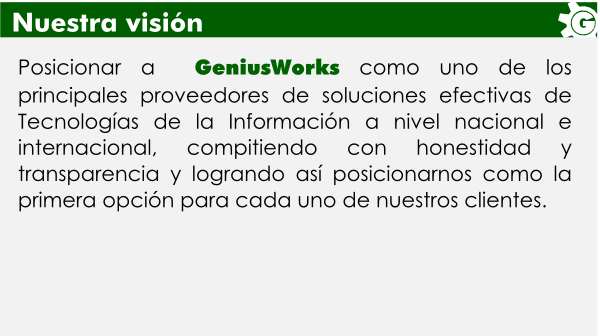 Nuestra visión
G
Posicionar a GeniusWorks como uno de los
principales proveedores de soluciones efectivas de
Tecnologías de la Información a nivel nacional e
internacional, compitiendo con honestidad y
transparencia y logrando así posicionarnos como la
primera opción para cada uno de nuestros clientes.